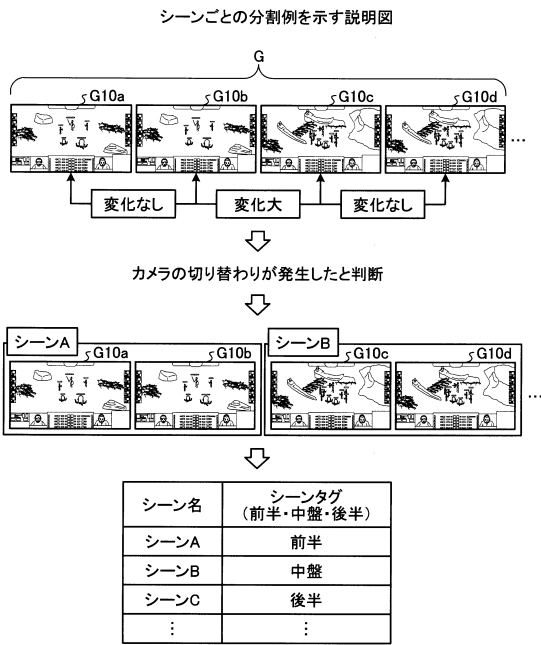 シーンごとの分割例を示す説明図
G
G10a G10b G10c G10d
...
変化なし 変化大 変化なし
カメラの切り替わりが発生したと判断
シーンA シーンB
G10a G10b G10c G10d
...
シーン名 シーンタグ
(前半・中盤・後半)
シーンA 前半
シーンB 中盤
シーンC 後半
⋮ ⋮